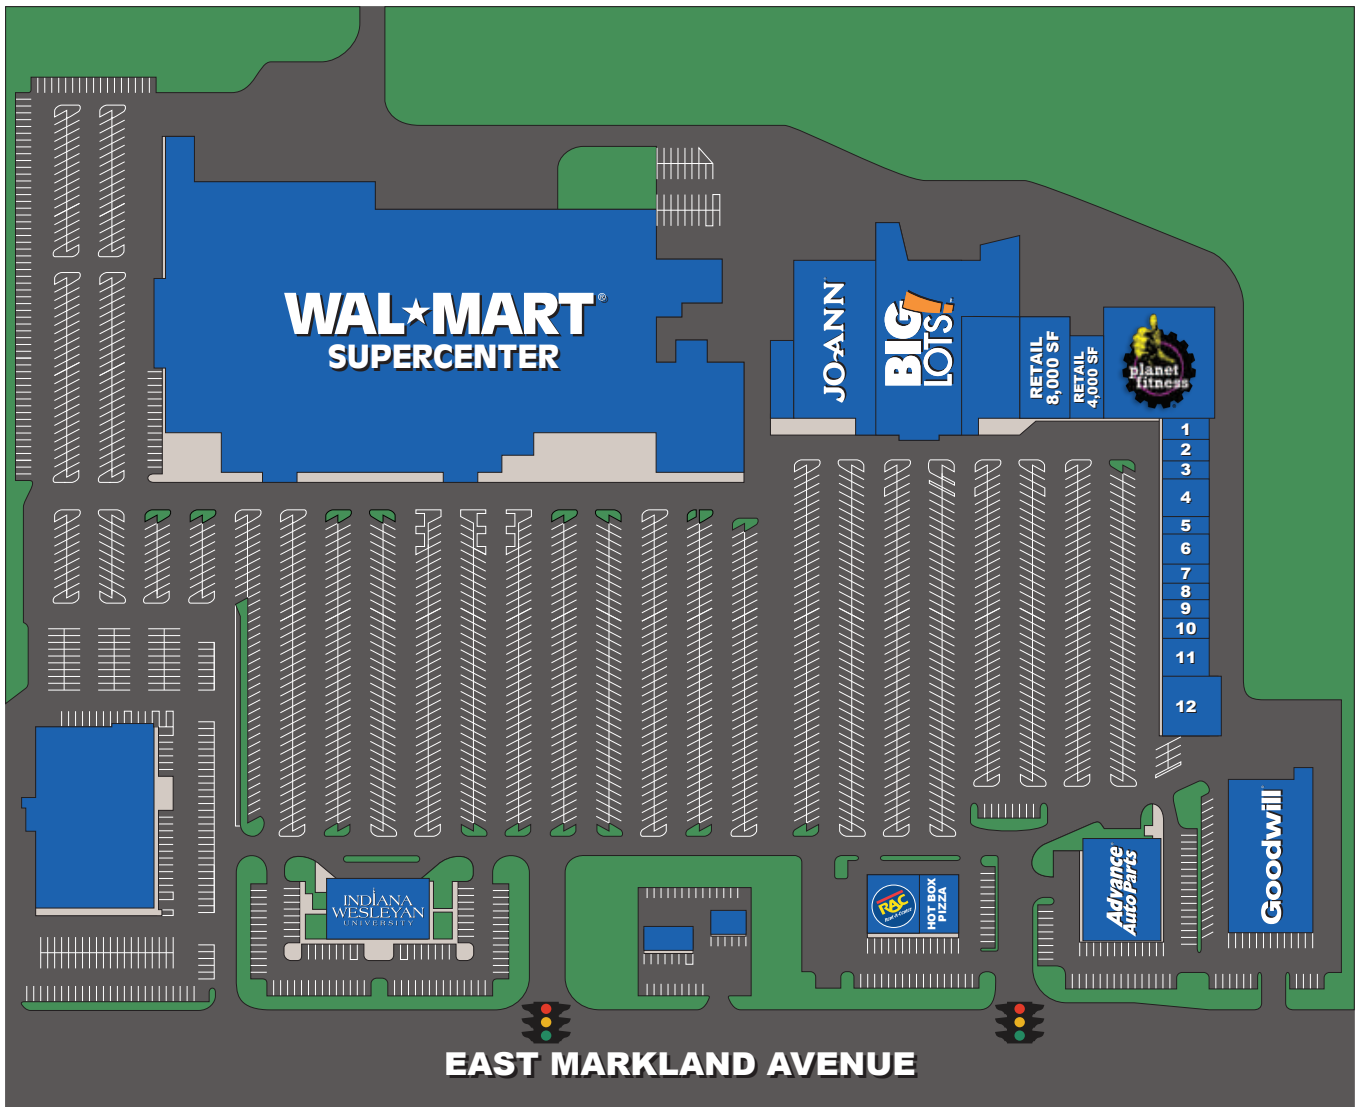 WAL★MART®
SUPERCENTER
JO-ANN
BIG
LOTS!
RETAIL
8,000 SF
RETAIL
4,000 SF
planet
fitness
1
2
3
4
5
6
7
8
9
10
11
12
INDIANA
WESLEYAN
UNIVERSITY
RAC
RENT-A-CENTER
HOT BOX
PIZZA
Advance
Auto Parts
Goodwill
EAST MARKLAND AVENUE